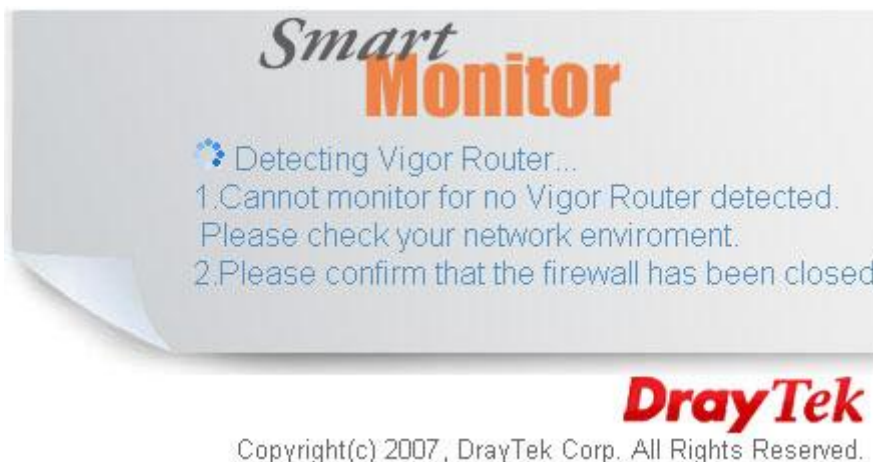 Smart
Monitor
Detecting Vigor Router...
1.Cannot monitor for no Vigor Router detected.
Please check your network enviroment.
2.Please confirm that the firewall has been closed
DrayTek
Copyright(c) 2007, DrayTek Corp. All Rights Reserved.